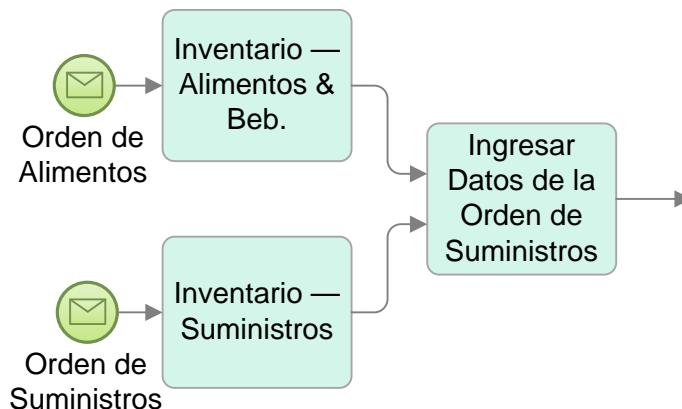 Inventario —
Alimentos &
Beb.
Orden de
Alimentos
Ingresar
Datos de la
Orden de
Suministros
Inventario —
Suministros
Orden de
Suministros